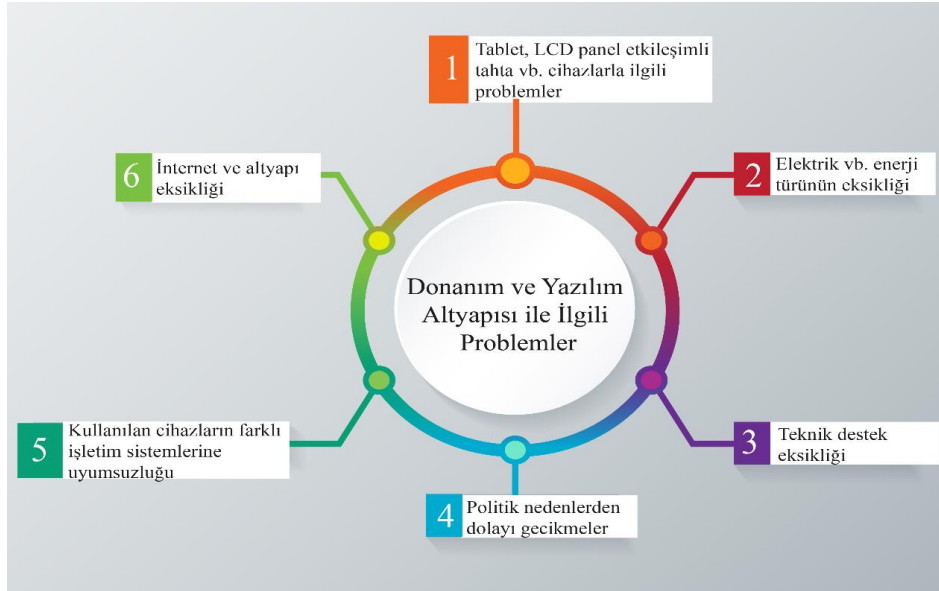 Donanım ve Yazılım
Altyapısı ile İlgili
Problemler
1
Tablet, LCD panel etkileşimli
tahta vb. cihazlarla ilgili
problemler
2
Elektrik vb. enerji
türünün eksikliği
3
Teknik destek
eksikliği
4
Politik nedenlerden
dolayı gecikmeler
5
Kullanılan cihazların farklı
işletim sistemlerine
uyumsuzluğu
6
İnternet ve altyapı
eksikliği